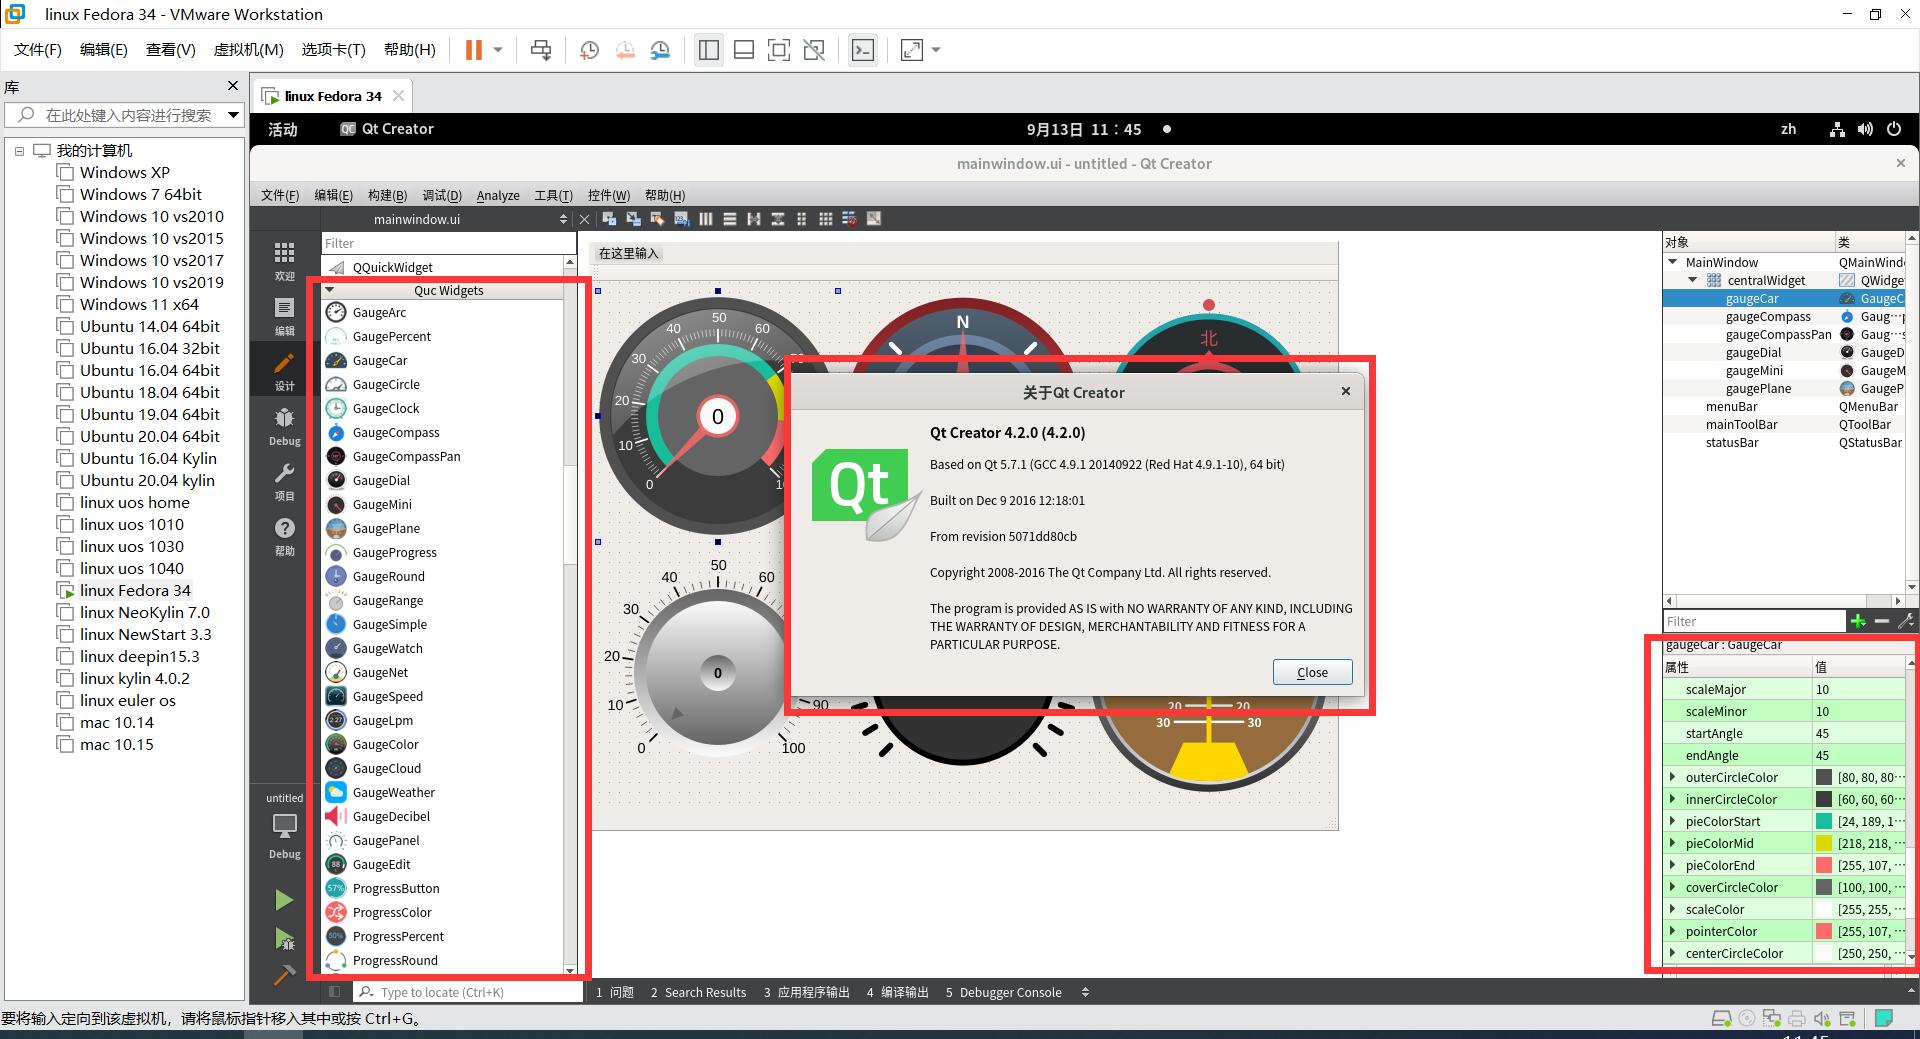 linux Fedora 34 - VMware Workstation
文件(F) 编辑(E) 查看(V) 虚拟机(M) 选项卡(T) 帮助(H)
库
在此处键入内容进行搜索
我的计算机
Windows XP
Windows 7 64bit
Windows 10 vs2010
Windows 10 vs2015
Windows 10 vs2017
Windows 10 vs2019
Windows 11 x64
Ubuntu 14.04 64bit
Ubuntu 16.04 32bit
Ubuntu 16.04 64bit
Ubuntu 18.04 64bit
Ubuntu 19.04 64bit
Ubuntu 20.04 64bit
Ubuntu 16.04 Kylin
Ubuntu 20.04 kylin
linux uos home
linux uos 1010
linux uos 1030
linux uos 1040
linux Fedora 34
linux NeoKylin 7.0
linux NewStart 3.3
linux deepin15.3
linux kylin 4.0.2
linux euler os
mac 10.14
mac 10.15
linux Fedora 34
活动 QC Qt Creator 9月13日 11：45 zh
mainwindow.ui - untitled - Qt Creator
文件(F) 编辑(E) 构建(B) 调试(D) Analyze 工具(T) 控件(W) 帮助(H)
mainwindow.ui
欢迎
编辑
设计
Debug
项目
帮助
untitled
Debug
Filter
QQuickWidget
Quc Widgets
GaugeArc
GaugePercent
GaugeCar
GaugeCircle
GaugeClock
GaugeCompass
GaugeCompassPan
GaugeDial
GaugeMini
GaugePlane
GaugeProgress
GaugeRound
GaugeRange
GaugeSimple
GaugeWatch
GaugeNet
GaugeSpeed
GaugeLpm
GaugeColor
GaugeCloud
GaugeWeather
GaugeDecibel
GaugePanel
GaugeEdit
ProgressButton
ProgressColor
ProgressPercent
ProgressRound
在这里输入
0 10 20 30 40 50 60
0
N
北
0 10 20 30 40 50 60 90 100
0
20 20
30 30
关于Qt Creator
Qt
Qt Creator 4.2.0 (4.2.0)
Based on Qt 5.7.1 (GCC 4.9.1 20140922 (Red Hat 4.9.1-10), 64 bit)
Built on Dec 9 2016 12:18:01
From revision 5071dd80cb
Copyright 2008-2016 The Qt Company Ltd. All rights reserved.
The program is provided AS IS with NO WARRANTY OF ANY KIND, INCLUDING
THE WARRANTY OF DESIGN, MERCHANTABILITY AND FITNESS FOR A
PARTICULAR PURPOSE.
Close
对象 类
MainWindow QMainWind
centralWidget QWidge
gaugeCar GaugeC
gaugeCompass Gaug…
gaugeCompassPan Gaug…
gaugeDial GaugeD
gaugeMini GaugeM
gaugePlane GaugeP
menuBar QMenuBar
mainToolBar QToolBar
statusBar QStatusBar
Filter
gaugeCar : GaugeCar
属性 值
scaleMajor 10
scaleMinor 10
startAngle 45
endAngle 45
outerCircleColor [80, 80, 80…
innerCircleColor [60, 60, 60…
pieColorStart [24, 189, 1…
pieColorMid [218, 218, …
pieColorEnd [255, 107, …
coverCircleColor [100, 100, …
scaleColor [255, 255, …
pointerColor [255, 107, …
centerCircleColor [250, 250, …
Type to locate (Ctrl+K) 1 问题 2 Search Results 3 应用程序输出 4 编译输出 5 Debugger Console
要将输入定向到该虚拟机，请将鼠标指针移入其中或按 Ctrl+G。